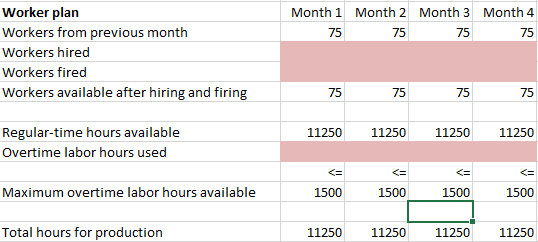 Worker plan Month 1 Month 2 Month 3 Month 4
Workers from previous month 75 75 75 75
Workers hired
Workers fired
Workers available after hiring and firing 75 75 75 75
Regular-time hours available 11250 11250 11250 11250
Overtime labor hours used
<= <= <= <=
Maximum overtime labor hours available 1500 1500 1500 1500
Total hours for production 11250 11250 11250 11250